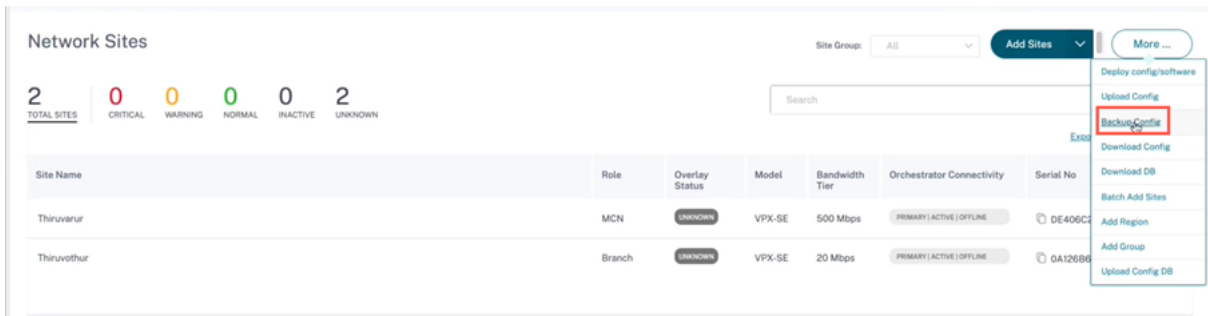 Network Sites
Site Group: All
Add Sites
More ...
2 0 0 0 0 2
TOTAL SITES CRITICAL WARNING NORMAL INACTIVE UNKNOWN
Search
Deploy config/software
Upload Config
Backup Config
Download Config
Download DB
Batch Add Sites
Add Region
Add Group
Upload Config DB
Site Name Role Overlay Status Model Bandwidth Tier Orchestrator Connectivity Serial No
Thiruvarur MCN UNKNOWN VPX-SE 500 Mbps PRIMARY | ACTIVE | OFFLINE DE406C2
Thiruvothur Branch UNKNOWN VPX-SE 20 Mbps PRIMARY | ACTIVE | OFFLINE 0A126B6